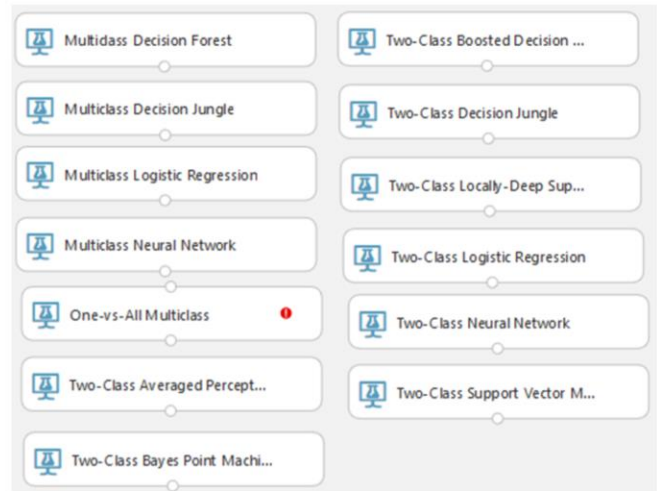 Multidass Decision Forest
Multiclass Decision Jungle
Multiclass Logistic Regression
Multiclass Neural Network
One-vs-All Multiclass
Two-Class Averaged Percept...
Two-Class Bayes Point Machi...
Two-Class Boosted Decision ...
Two-Class Decision Jungle
Two-Class Locally-Deep Sup...
Two-Class Logistic Regression
Two-Class Neural Network
Two-Class Support Vector M...